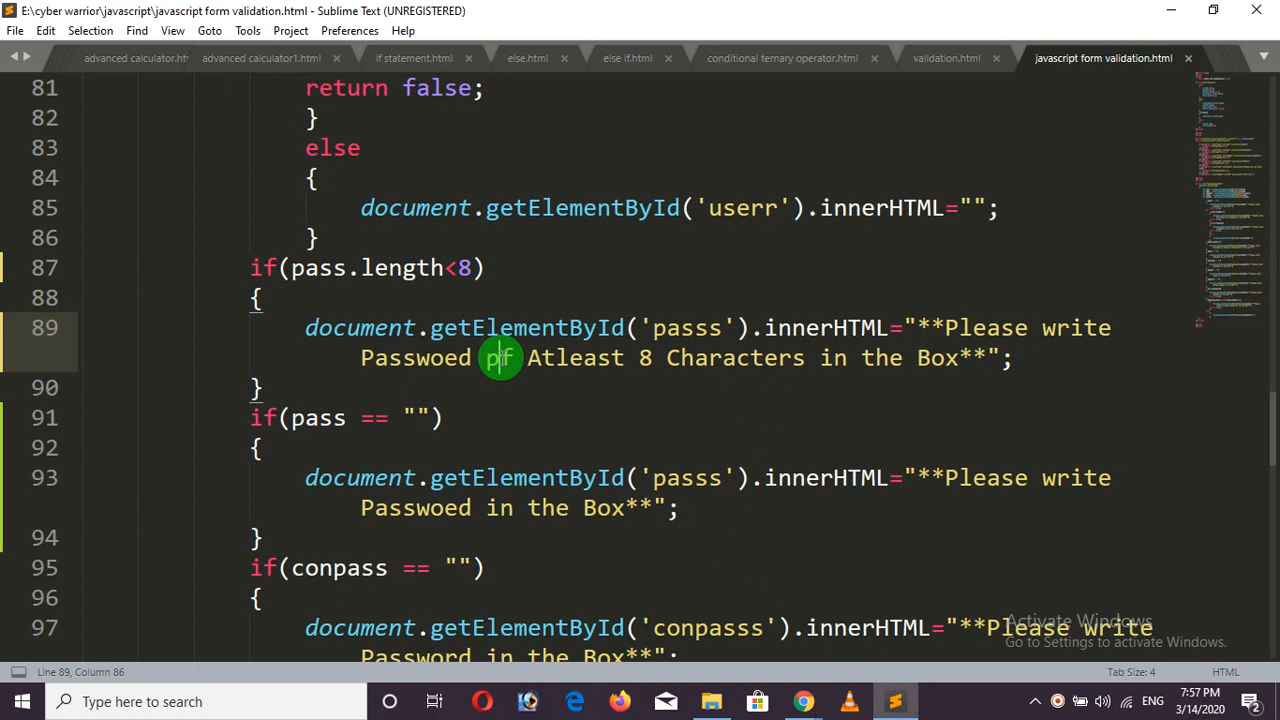 E:\cyber warrior\javascript\javascript form validation.html - Sublime Text (UNREGISTERED)
File Edit Selection Find View Goto Tools Project Preferences Help
advanced calculator.ht advanced calculator1.html if statement.html else.html else if.html conditional ternary operator.html validation.html javascript form validation.html
81 return false;
82 }
83 else
84 {
85 document.getElementById('userr').innerHTML="";
86 }
87 if(pass.length<8)
88 {
89 document.getElementById('passs').innerHTML="**Please write
Passwoed pf Atleast 8 Characters in the Box**";
90 }
91 if(pass == "")
92 {
93 document.getElementById('passs').innerHTML="**Please write
Passwoed in the Box**";
94 }
95 if(conpass == "")
96 {
97 document.getElementById('conpasss').innerHTML="**Please write
Password in the Box**";
Activate Windows
Go to Settings to activate Windows.
Line 89, Column 86 Tab Size: 4 HTML
Type here to search
ENG
7:57 PM
3/14/2020
2